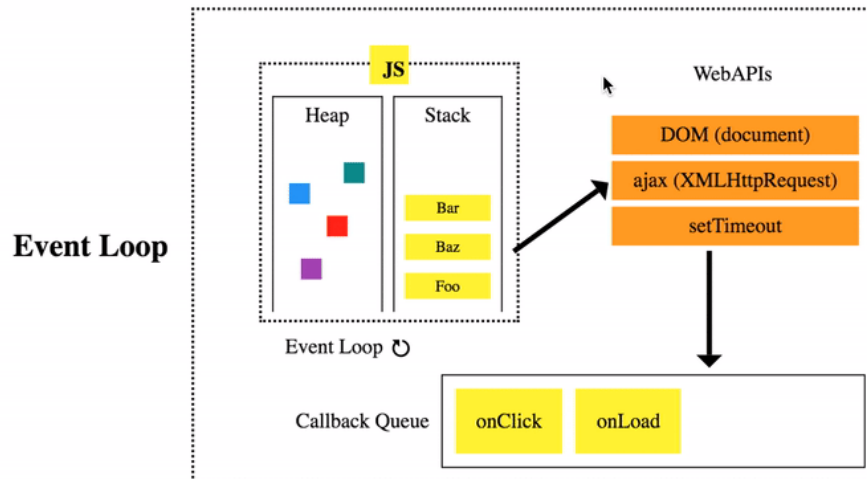 Event Loop
JS
Heap
Stack
Bar
Baz
Foo
Event Loop
WebAPIs
DOM (document)
ajax (XMLHttpRequest)
setTimeout
Callback Queue
onClick
onLoad